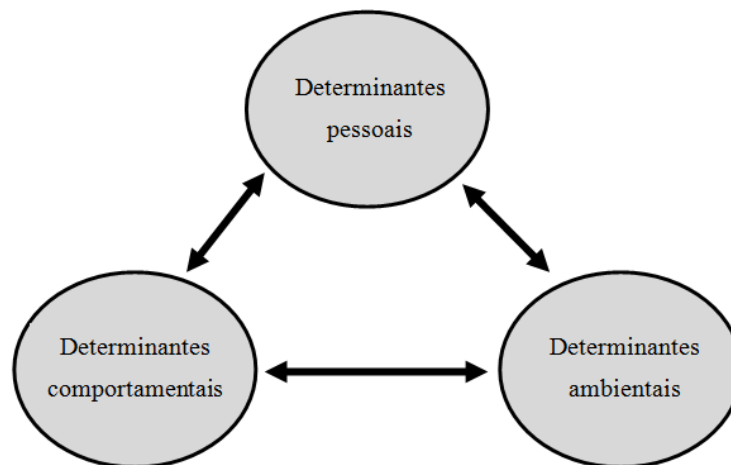 Determinantes
pessoais
Determinantes
comportamentais
Determinantes
ambientais